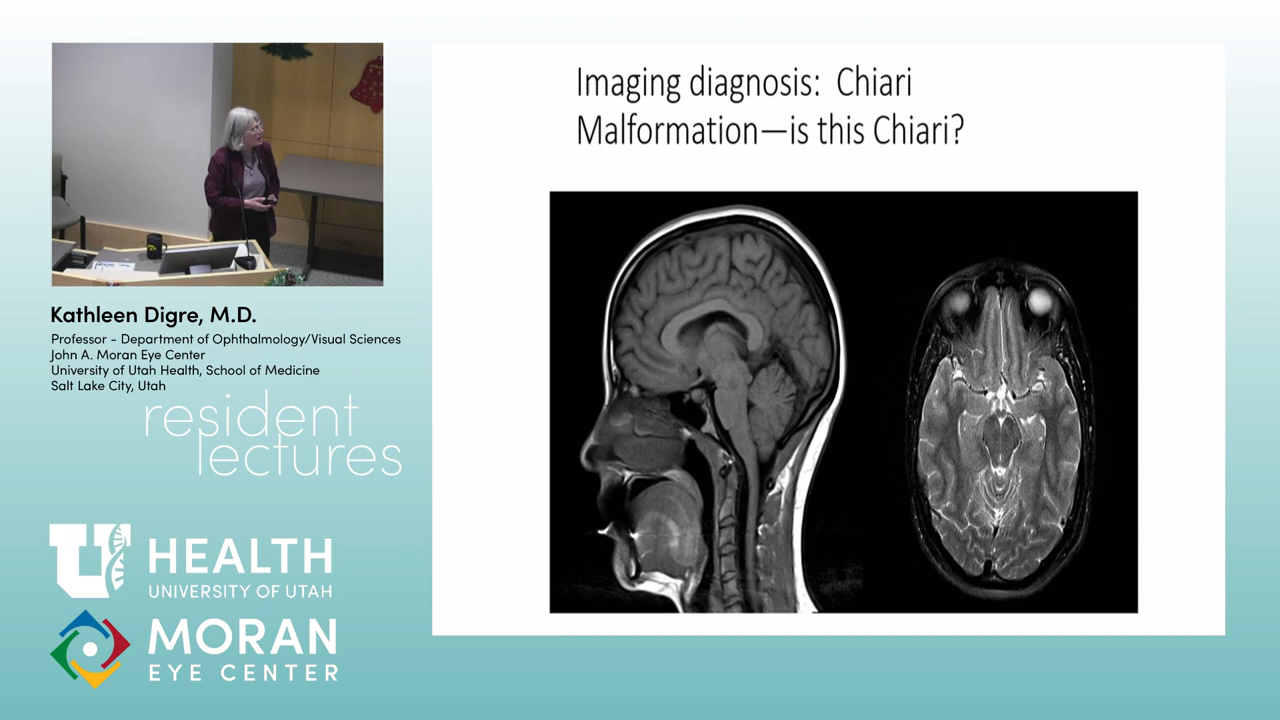 Imaging diagnosis: Chiari
Malformation—is this Chiari?
Kathleen Digre, M.D.
Professor - Department of Ophthalmology/Visual Sciences
John A. Moran Eye Center
University of Utah Health, School of Medicine
Salt Lake City, Utah
resident
lectures
U HEALTH
UNIVERSITY OF UTAH
MORAN
EYE CENTER